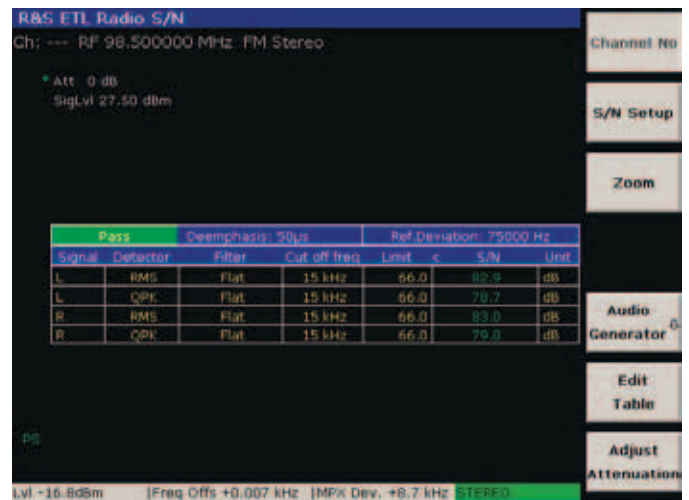 R&S ETL Radio S/N
Ch: --- RF 98.500000 MHz FM Stereo
Channel No
* Att 0 dB
SigLvl 27.50 dBm
S/N Setup
Zoom
Pass Deemphasis: 50µs Ref.Deviation: 75000 Hz
Signal Detector Filter Cut off freq Limit < S/N Unit
L RMS Flat 15 kHz 66.0 82.9 dB
L QPK Flat 15 kHz 66.0 78.7 dB
R RMS Flat 15 kHz 66.0 83.0 dB
R QPK Flat 15 kHz 66.0 79.0 dB
Audio
Generator
Edit
Table
PS
Adjust
Attenuation
Lvl -16.8dBm |Freq Offs +0.007 kHz |MPX Dev. +8.7 kHz STEREO